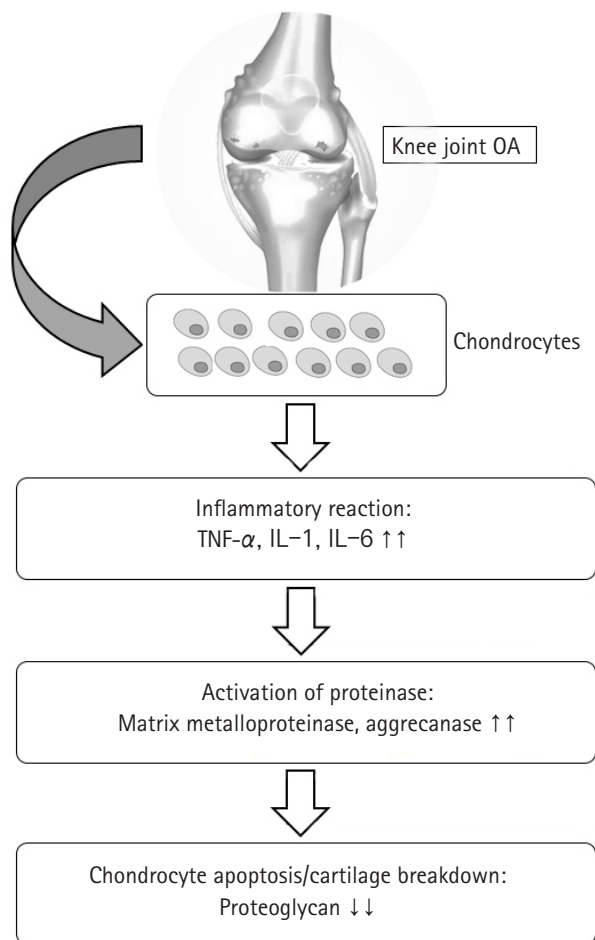 Knee joint OA
Chondrocytes
Inflammatory reaction:
TNF-α, IL−1, IL−6 ↑↑
Activation of proteinase:
Matrix metalloproteinase, aggrecanase ↑↑
Chondrocyte apoptosis/cartilage breakdown:
Proteoglycan ↓↓